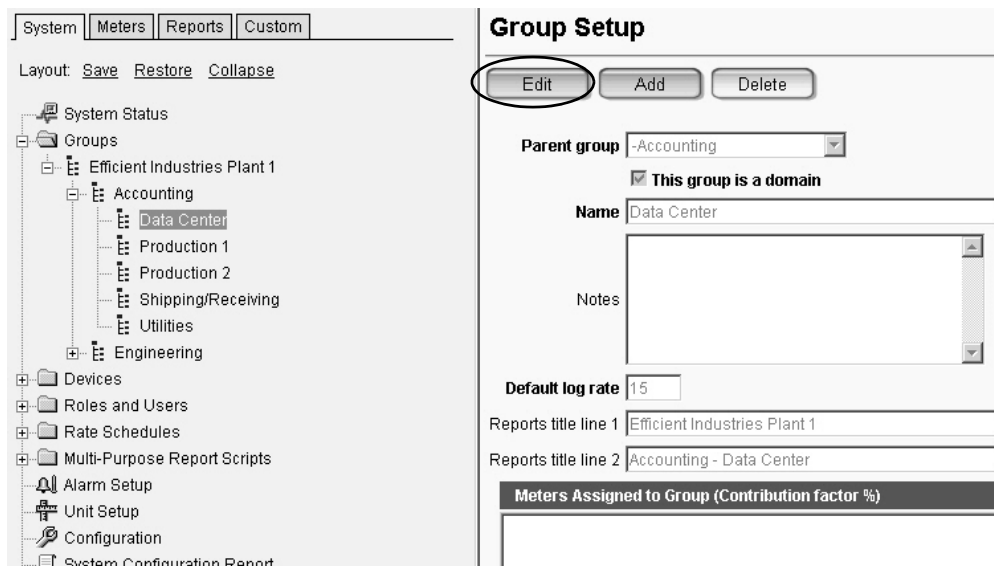 System Meters Reports Custom
Layout: Save Restore Collapse
System Status
Groups
Efficient Industries Plant 1
Accounting
Data Center
Production 1
Production 2
Shipping/Receiving
Utilities
Engineering
Devices
Roles and Users
Rate Schedules
Multi-Purpose Report Scripts
Alarm Setup
Unit Setup
Configuration
System Configuration Report
Group Setup
Edit Add Delete
Parent group -Accounting
This group is a domain
Name Data Center
Notes
Default log rate 15
Reports title line 1 Efficient Industries Plant 1
Reports title line 2 Accounting - Data Center
Meters Assigned to Group (Contribution factor %)